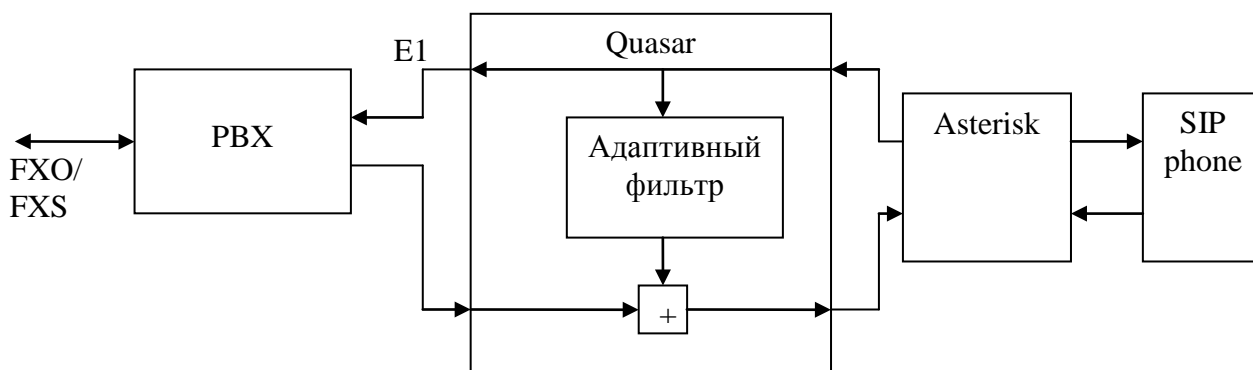 E1
Quasar
PBX
FXO/
FXS
Адаптивный
фильтр
+
Asterisk
SIP
phone